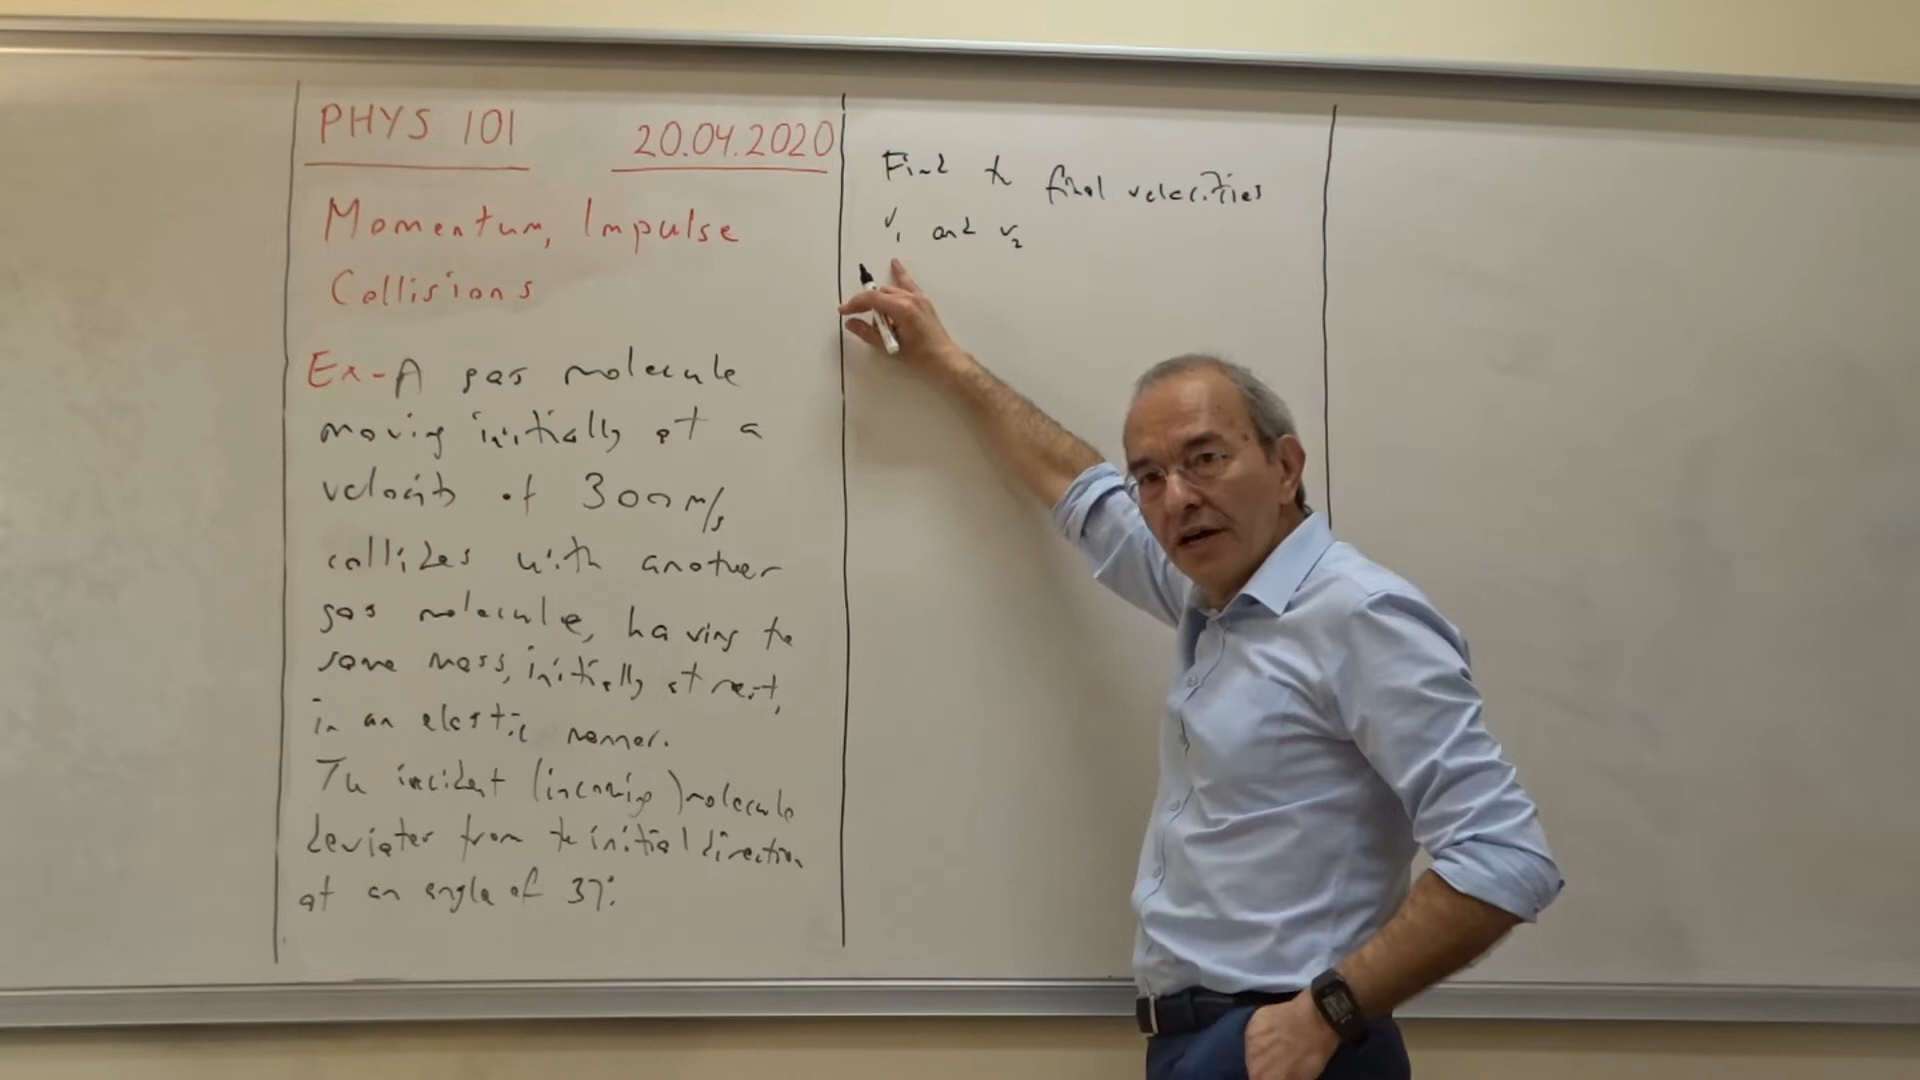 PHYS 101 20.04.2020
Momentum, Impulse
Collisions
Ex-A gas molecule
moving initially at a
velocity of 300 m/s
collides with another
gas molecule, having the
same mass, initially at rest,
in an elastic manner.
The incident (incoming) molecule
deviates from the initial direction
at an angle of 37°.
Find the final velocities
v₁ and v₂